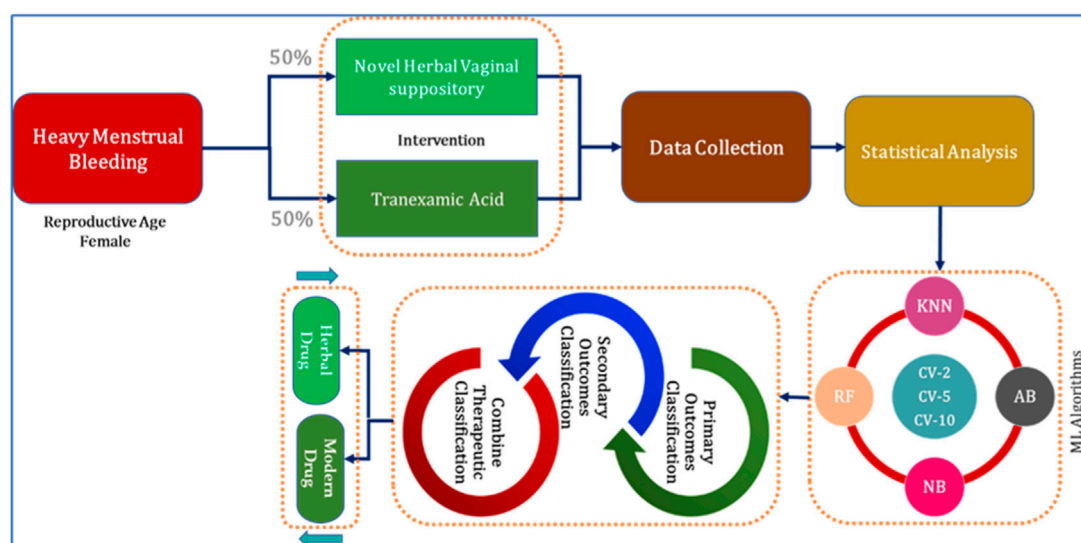 50%
Novel Herbal Vaginal
suppository
Heavy Menstrual
Bleeding
Intervention
Data Collection
Statistical Analysis
Tranexamic Acid
50%
Reproductive Age
Female
KNN
CV-2
CV-5
CV-10
RF
AB
NB
ML Algorithms
Primary
Outcomes
Classification
Secondary
Outcomes
Classification
Combine
Therapeutic
Classification
Herbal
Drug
Modern
Drug